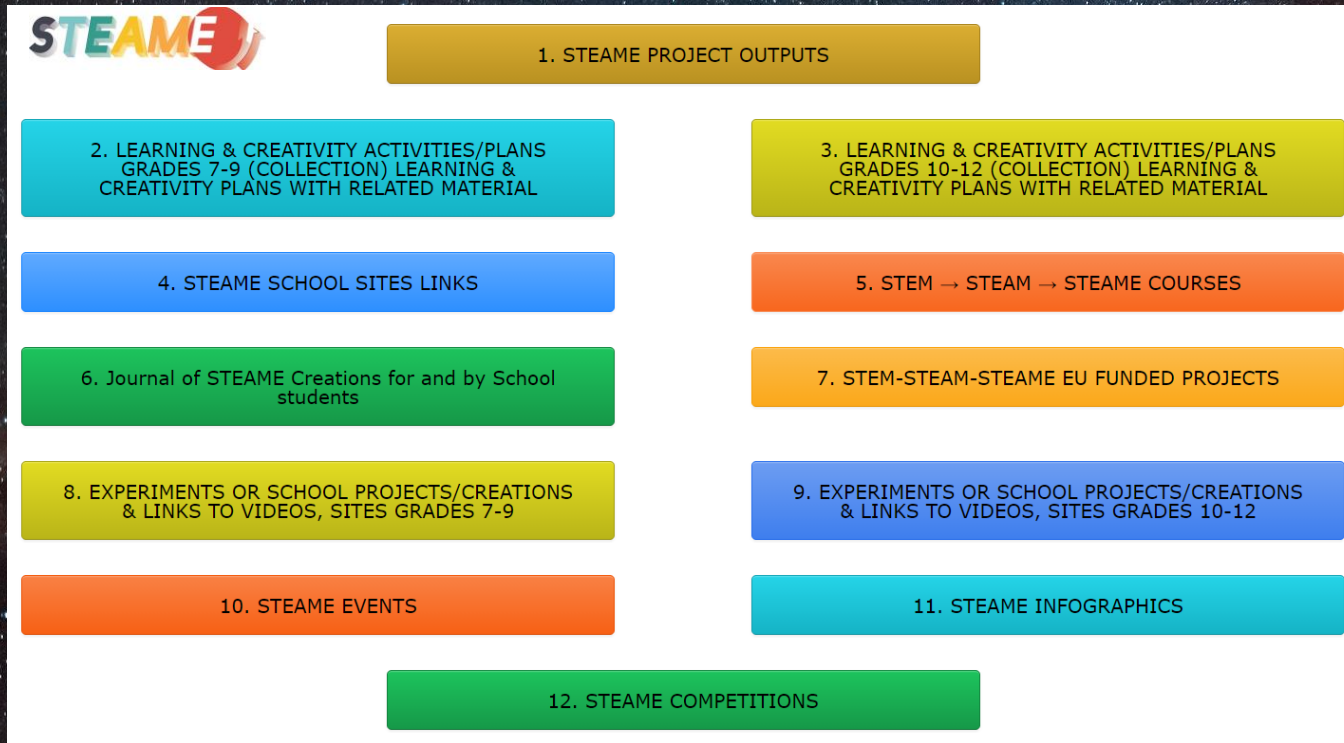 STEAME
1. STEAME PROJECT OUTPUTS
2. LEARNING & CREATIVITY ACTIVITIES/PLANS
GRADES 7-9 (COLLECTION) LEARNING &
CREATIVITY PLANS WITH RELATED MATERIAL
3. LEARNING & CREATIVITY ACTIVITIES/PLANS
GRADES 10-12 (COLLECTION) LEARNING &
CREATIVITY PLANS WITH RELATED MATERIAL
4. STEAME SCHOOL SITES LINKS
5. STEM → STEAM → STEAME COURSES
6. Journal of STEAME Creations for and by School
students
7. STEM-STEAM-STEAME EU FUNDED PROJECTS
8. EXPERIMENTS OR SCHOOL PROJECTS/CREATIONS
& LINKS TO VIDEOS, SITES GRADES 7-9
9. EXPERIMENTS OR SCHOOL PROJECTS/CREATIONS
& LINKS TO VIDEOS, SITES GRADES 10-12
10. STEAME EVENTS
11. STEAME INFOGRAPHICS
12. STEAME COMPETITIONS